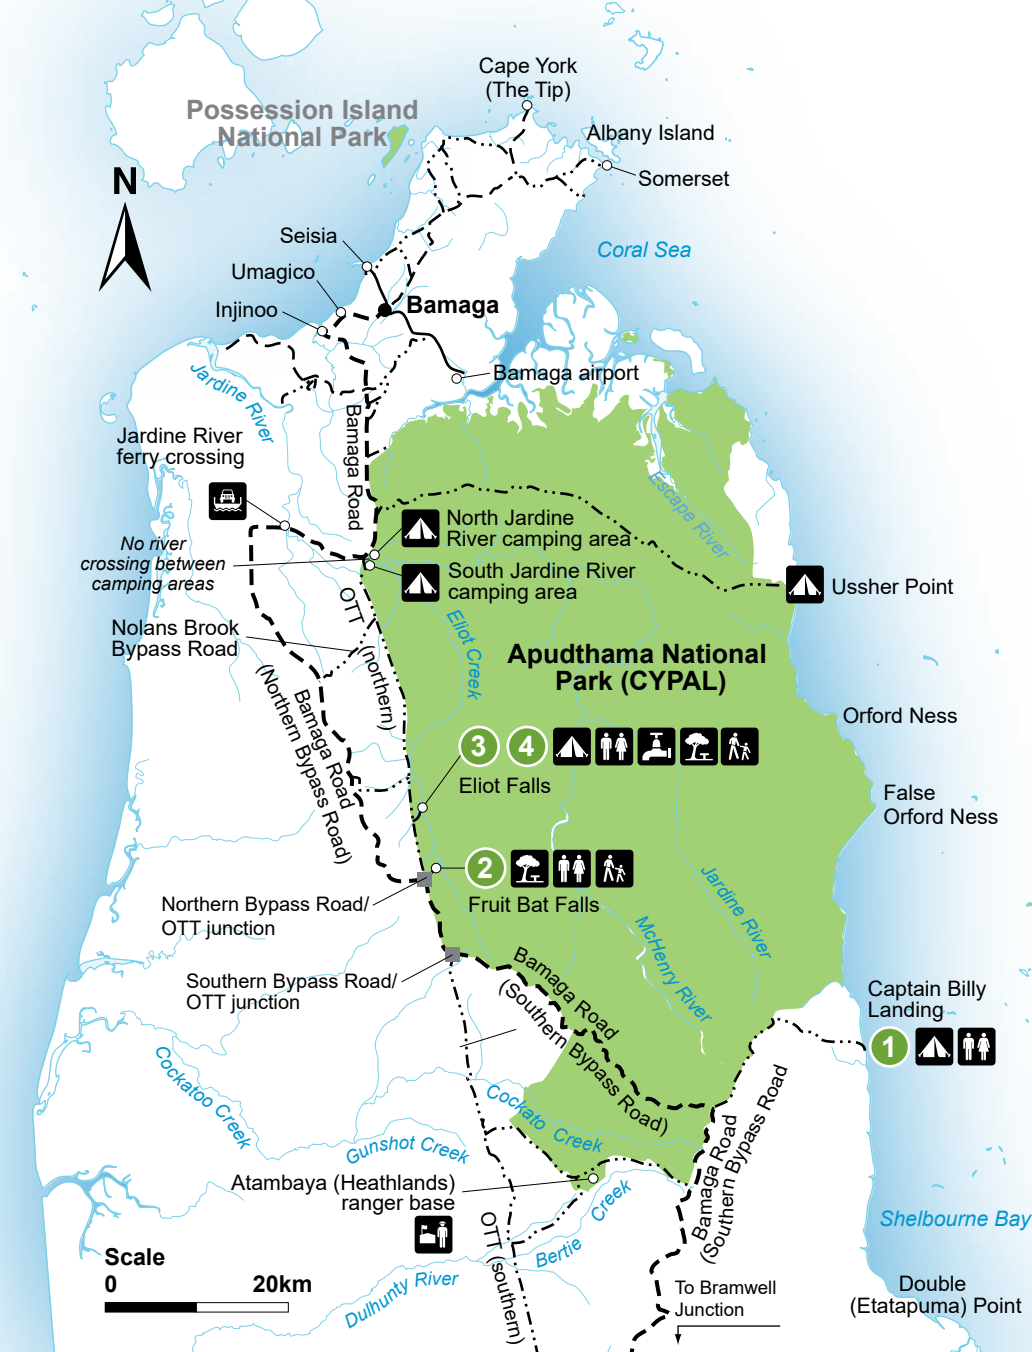 Cape York
(The Tip)
Possession Island
National Park
Albany Island
Somerset
N
Seisia
Coral Sea
Umagico
Injinoo
Bamaga
Bamaga airport
Jardine River
Bamaga Road
Jardine River
ferry crossing
Escape River
North Jardine
River camping area
No river
crossing between
camping areas
South Jardine River
camping area
Ussher Point
OTT
(northern)
Nolans Brook
Bypass Road
Eliot Creek
Apudthama National
Park (CYPAL)
Bamaga Road
(Northern Bypass Road)
Orford Ness
3 4
Eliot Falls
False
Orford Ness
2
Fruit Bat Falls
Northern Bypass Road/
OTT junction
Jardine River
McHenry River
Southern Bypass Road/
OTT junction
Bamaga Road
(Southern Bypass Road)
Captain Billy
Landing
1
Cockatoo Creek
Cockato Creek
Gunshot Creek
Bamaga Road
(Southern Bypass Road
Atambaya (Heathlands)
ranger base
Creek
Bertie
OTT (southern)
Shelbourne Bay
Scale
0 20km
Dulhunty River
To Bramwell
Junction
Double
(Etatapuma) Point